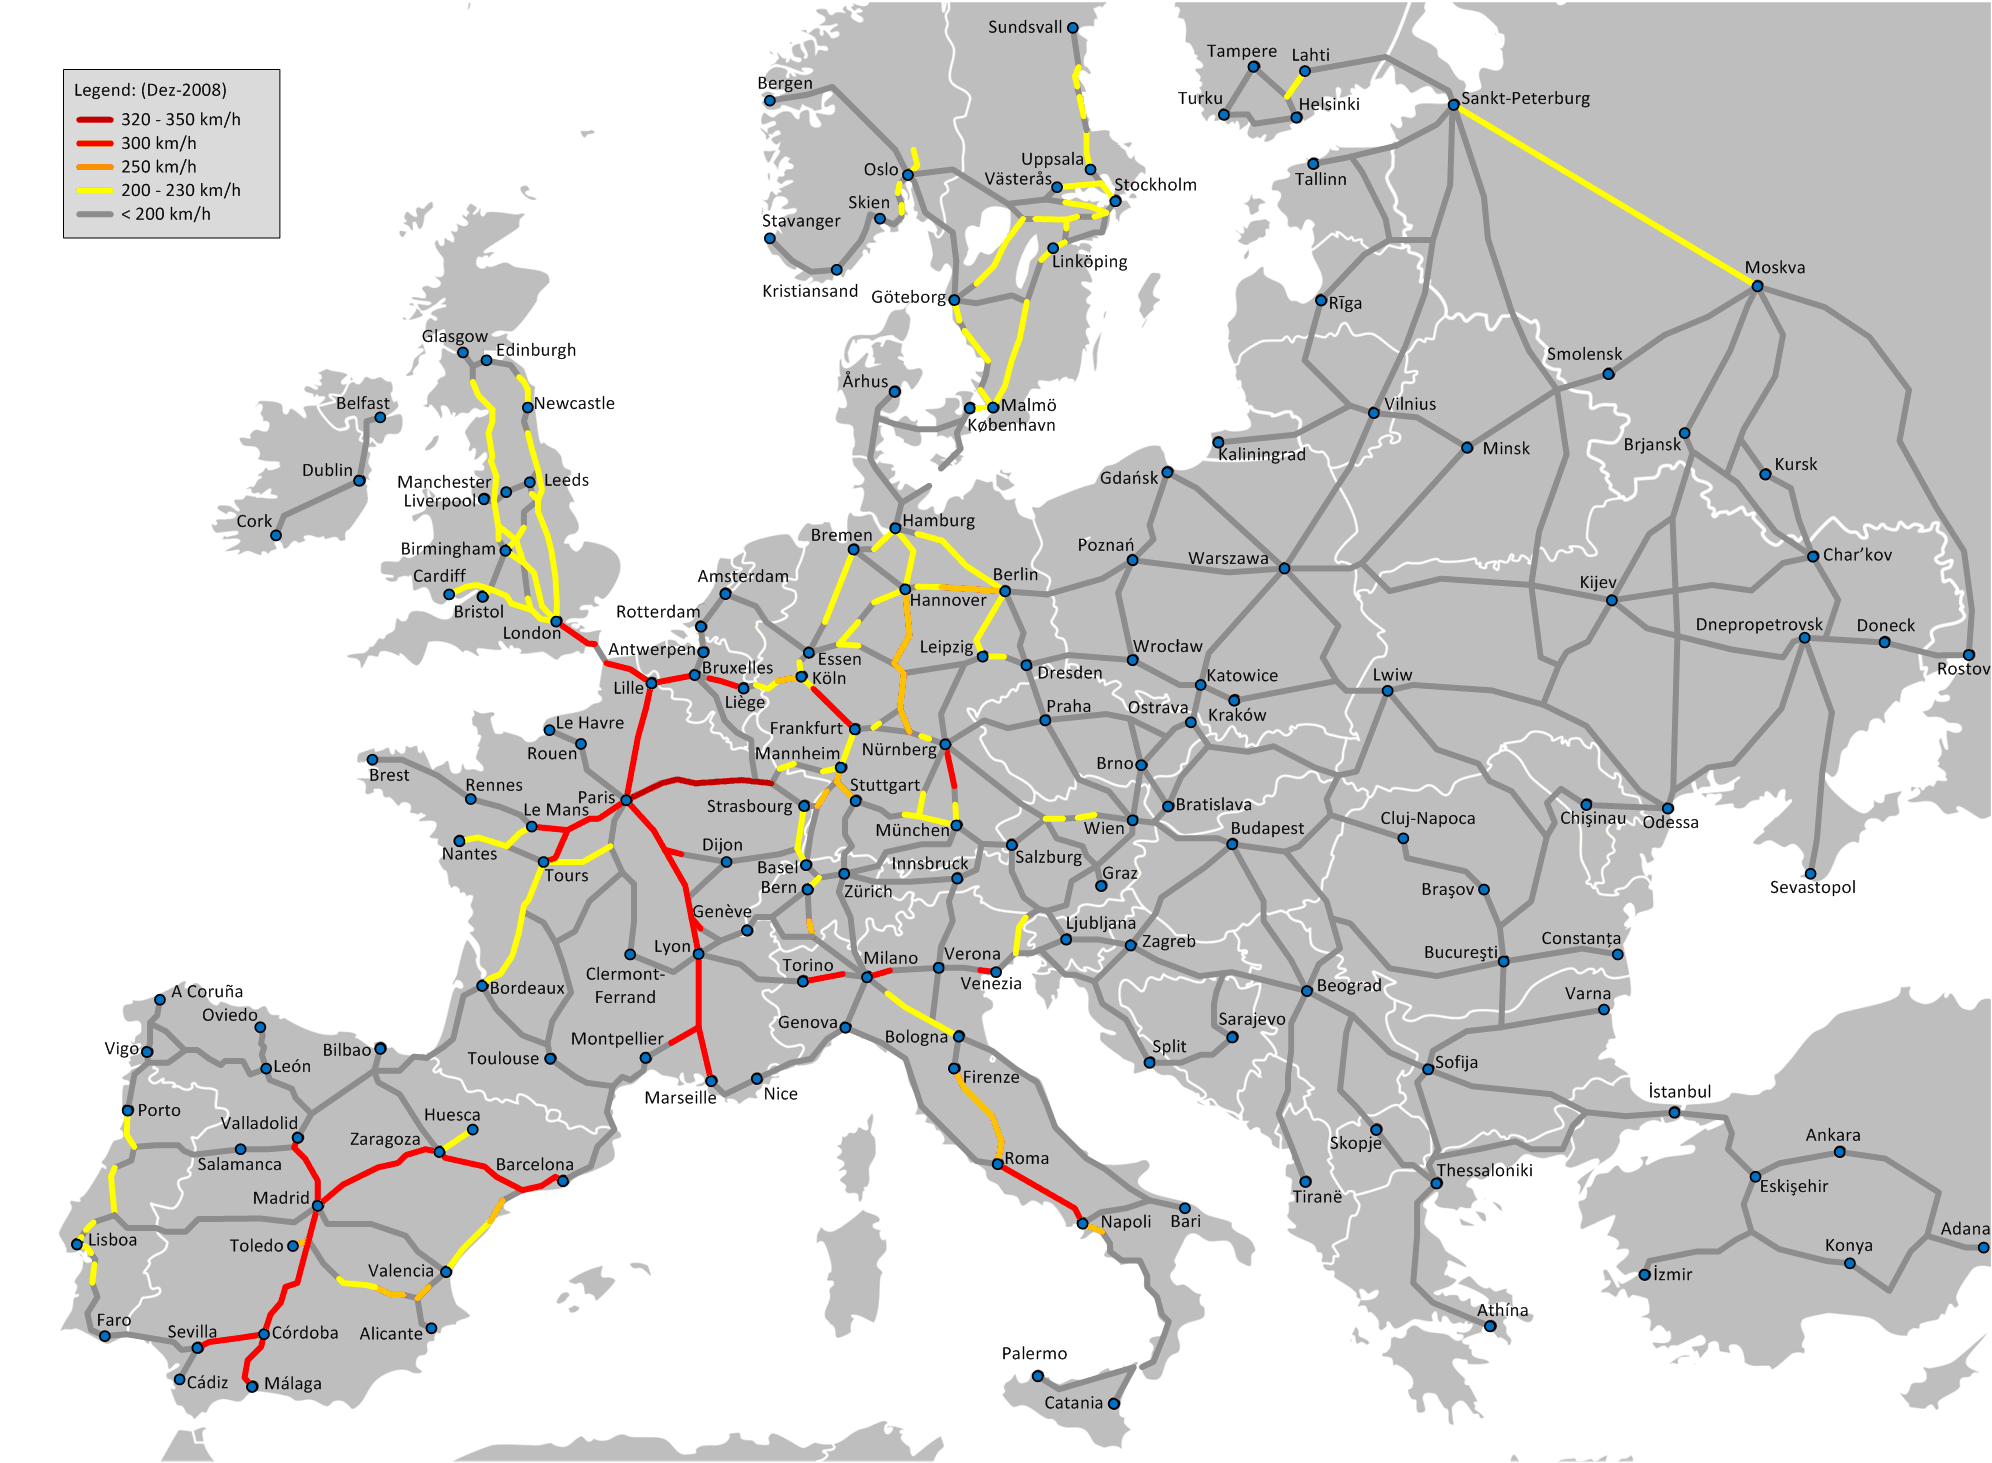 Legend: (Dez-2008)
320 - 350 km/h
300 km/h
250 km/h
200 - 230 km/h
< 200 km/h
Sundsvall
Tampere
Lahti
Bergen
Turku
Helsinki
Sankt-Peterburg
Uppsala
Oslo
Västerås
Stockholm
Tallinn
Skien
Stavanger
Linköping
Kristiansand
Göteborg
Moskva
Rīga
Glasgow
Edinburgh
Smolensk
Århus
Belfast
Newcastle
Malmö
København
Vilnius
Brjansk
Kaliningrad
Minsk
Dublin
Manchester
Liverpool
Leeds
Gdańsk
Kursk
Cork
Hamburg
Bremen
Birmingham
Poznań
Warszawa
Char'kov
Cardiff
Bristol
Amsterdam
Berlin
Hannover
Kijev
Rotterdam
London
Antwerpen
Essen
Leipzig
Wrocław
Dnepropetrovsk
Doneck
Bruxelles
Köln
Dresden
Rostov
Lille
Liège
Katowice
Lwiw
Kraków
Le Havre
Rouen
Frankfurt
Nürnberg
Praha
Ostrava
Mannheim
Brest
Rennes
Brno
Stuttgart
Le Mans
Paris
Strasbourg
Bratislava
Wien
München
Cluj-Napoca
Chişinau
Odessa
Nantes
Dijon
Budapest
Tours
Basel
Bern
Zürich
Innsbruck
Salzburg
Graz
Braşov
Sevastopol
Genève
Ljubljana
Zagreb
Lyon
Clermont-
Ferrand
Torino
Milano
Verona
Venezia
Bucureşti
Constanța
Bordeaux
Beograd
Varna
A Coruña
Oviedo
Genova
Bologna
Sarajevo
Split
Vigo
León
Bilbao
Toulouse
Montpellier
Firenze
Sofija
Marseille
Nice
İstanbul
Porto
Valladolid
Huesca
Zaragoza
Salamanca
Barcelona
Roma
Skopje
Thessaloniki
Ankara
Eskişehir
Madrid
Tiranë
Lisboa
Toledo
Valencia
Napoli
Bari
Adana
Konya
İzmir
Faro
Sevilla
Córdoba
Alicante
Athína
Cádiz
Málaga
Palermo
Catania